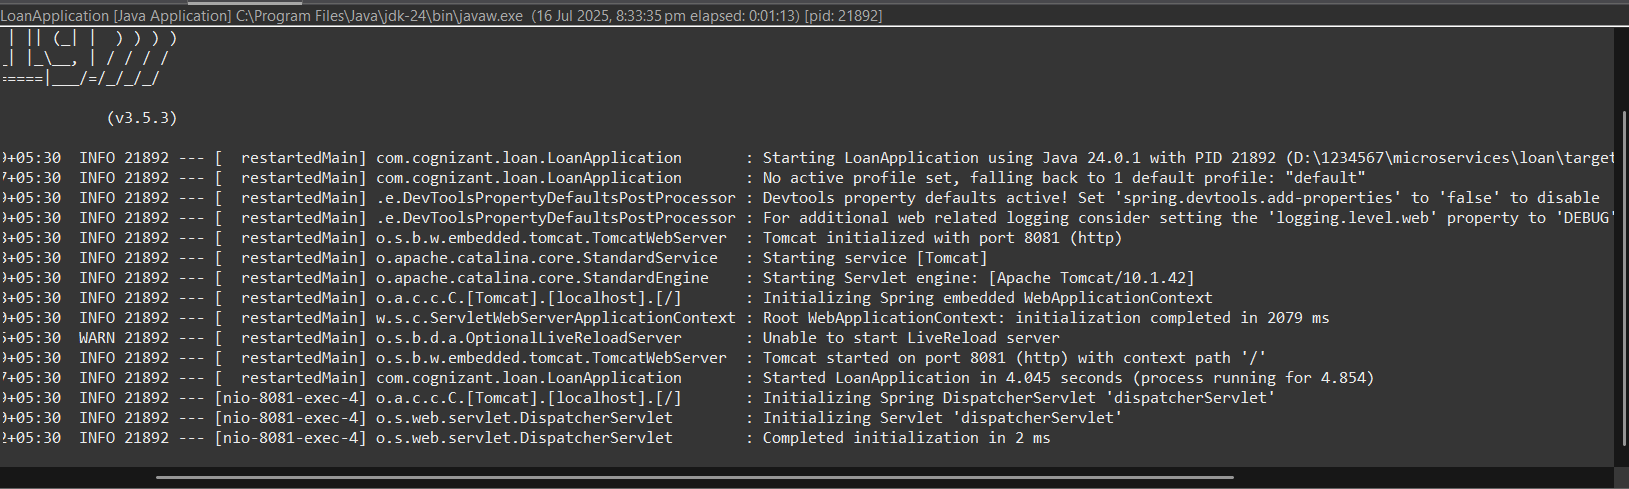 LoanApplication [Java Application] C:\Program Files\Java\jdk-24\bin\javaw.exe (16 Jul 2025, 8:33:35 pm elapsed: 0:01:13) [pid: 21892]
| || (_| |  ) ) ) )
_| |_\__, | / / / /
=====|___/=/_/_/_/
(v3.5.3)
+05:30  INFO 21892 --- [  restartedMain] com.cognizant.loan.LoanApplication       : Starting LoanApplication using Java 24.0.1 with PID 21892 (D:\1234567\microservices\loan\target
7+05:30  INFO 21892 --- [  restartedMain] com.cognizant.loan.LoanApplication       : No active profile set, falling back to 1 default profile: "default"
+05:30  INFO 21892 --- [  restartedMain] .e.DevToolsPropertyDefaultsPostProcessor : Devtools property defaults active! Set 'spring.devtools.add-properties' to 'false' to disable
+05:30  INFO 21892 --- [  restartedMain] .e.DevToolsPropertyDefaultsPostProcessor : For additional web related logging consider setting the 'logging.level.web' property to 'DEBUG'
+05:30  INFO 21892 --- [  restartedMain] o.s.b.w.embedded.tomcat.TomcatWebServer  : Tomcat initialized with port 8081 (http)
+05:30  INFO 21892 --- [  restartedMain] o.apache.catalina.core.StandardService   : Starting service [Tomcat]
+05:30  INFO 21892 --- [  restartedMain] o.apache.catalina.core.StandardEngine    : Starting Servlet engine: [Apache Tomcat/10.1.42]
+05:30  INFO 21892 --- [  restartedMain] o.a.c.c.C.[Tomcat].[localhost].[/]       : Initializing Spring embedded WebApplicationContext
+05:30  INFO 21892 --- [  restartedMain] w.s.c.ServletWebServerApplicationContext : Root WebApplicationContext: initialization completed in 2079 ms
+05:30  WARN 21892 --- [  restartedMain] o.s.b.d.a.OptionalLiveReloadServer       : Unable to start LiveReload server
+05:30  INFO 21892 --- [  restartedMain] o.s.b.w.embedded.tomcat.TomcatWebServer  : Tomcat started on port 8081 (http) with context path '/'
7+05:30  INFO 21892 --- [  restartedMain] com.cognizant.loan.LoanApplication       : Started LoanApplication in 4.045 seconds (process running for 4.854)
+05:30  INFO 21892 --- [nio-8081-exec-4] o.a.c.c.C.[Tomcat].[localhost].[/]       : Initializing Spring DispatcherServlet 'dispatcherServlet'
+05:30  INFO 21892 --- [nio-8081-exec-4] o.s.web.servlet.DispatcherServlet        : Initializing Servlet 'dispatcherServlet'
2+05:30  INFO 21892 --- [nio-8081-exec-4] o.s.web.servlet.DispatcherServlet        : Completed initialization in 2 ms